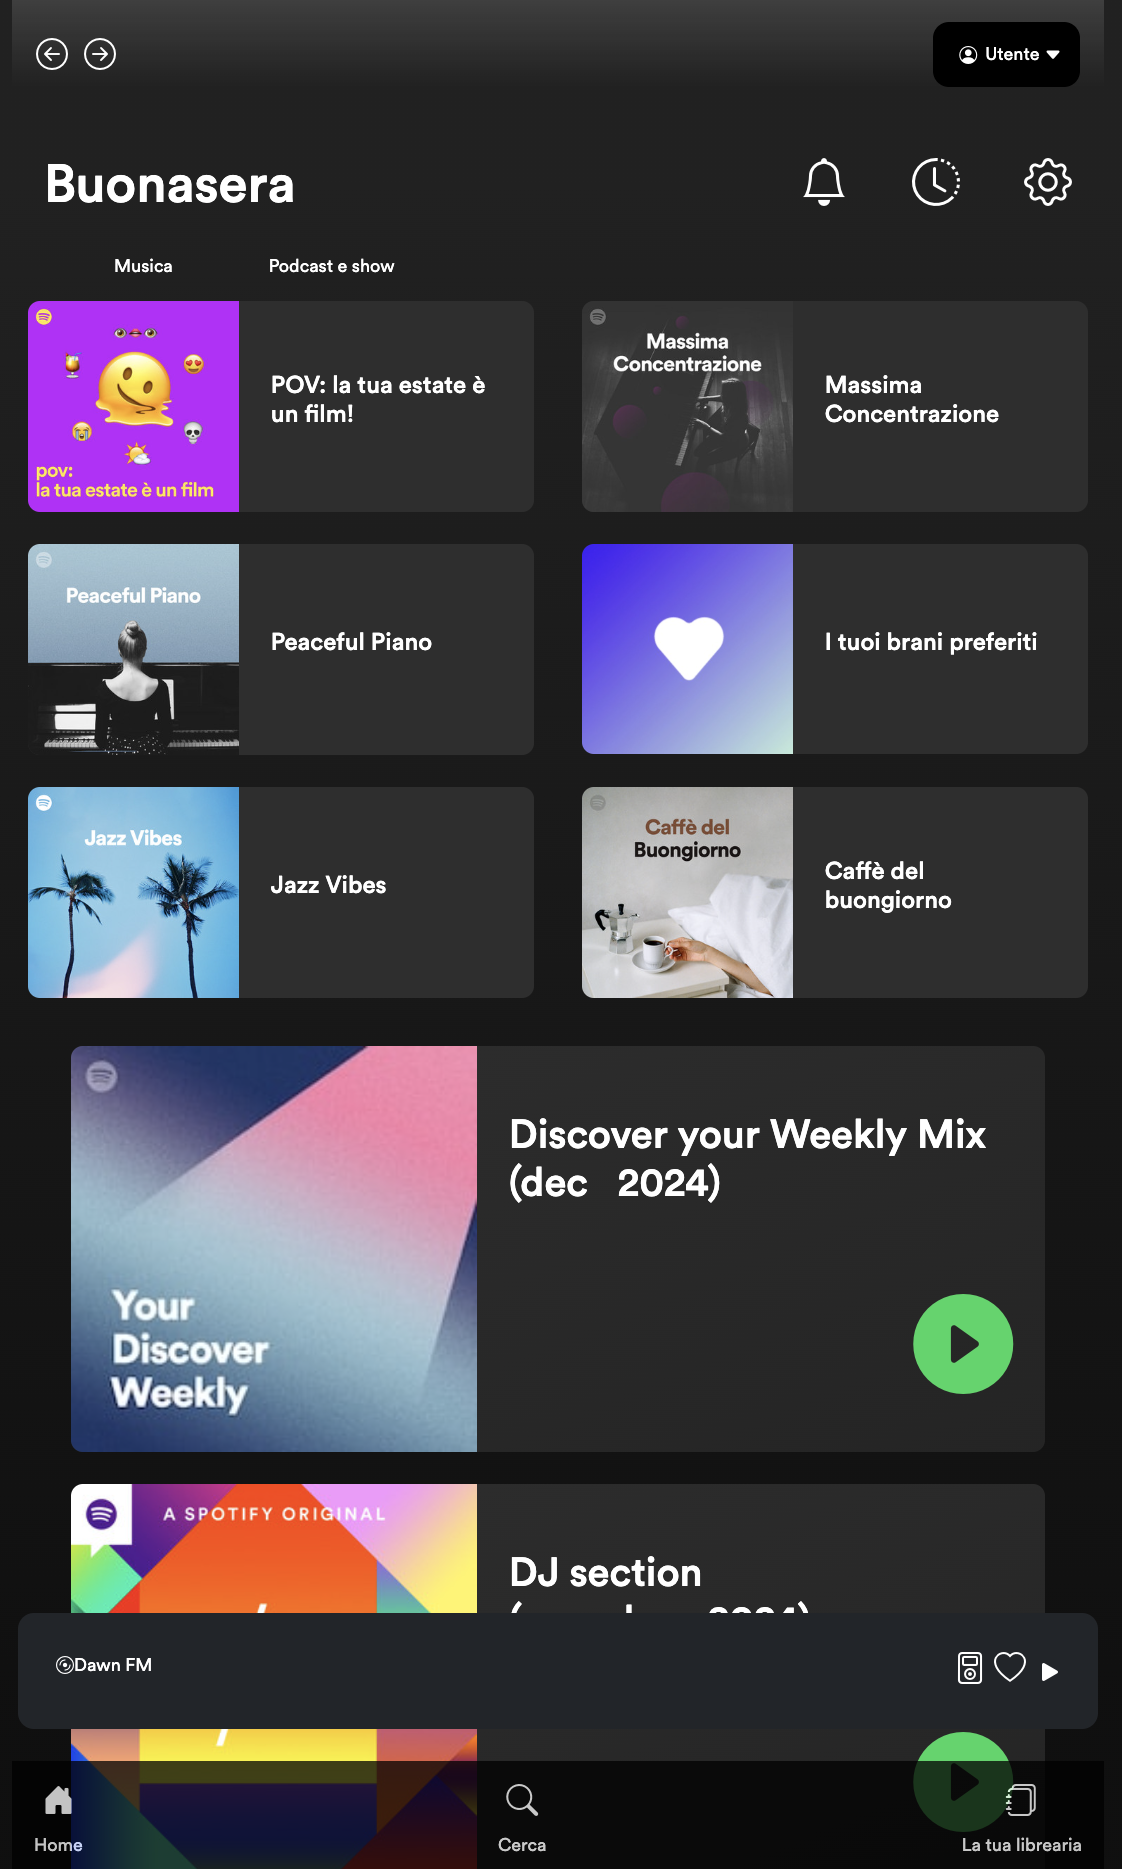 Utente
Buonasera
Musica
Podcast e show
pov:
la tua estate è un film
POV: la tua estate è
un film!
Massima
Concentrazione
Massima
Concentrazione
Peaceful Piano
Peaceful Piano
I tuoi brani preferiti
Jazz Vibes
Jazz Vibes
Caffè del
Buongiorno
Caffè del
buongiorno
Your
Discover
Weekly
Discover your Weekly Mix
(dec 2024)
A SPOTIFY ORIGINAL
DJ section
Dawn FM
Home
Cerca
La tua librearia